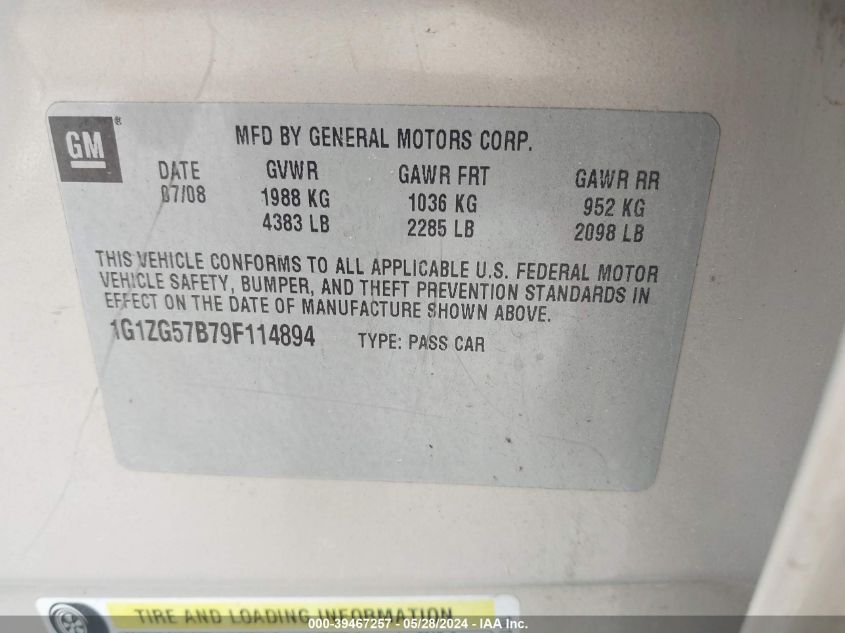 GM®
MFD BY GENERAL MOTORS CORP.
DATE GVWR GAWR FRT GAWR RR
07/08 1988 KG 1036 KG 952 KG
4383 LB 2285 LB 2098 LB
THIS VEHICLE CONFORMS TO ALL APPLICABLE U.S. FEDERAL MOTOR
VEHICLE SAFETY, BUMPER, AND THEFT PREVENTION STANDARDS IN
EFFECT ON THE DATE OF MANUFACTURE SHOWN ABOVE.
1G1ZG57B79F114894 TYPE: PASS CAR
TIRE AND LOADING INFORMATION
000-39467257 - 05/28/2024 - IAA Inc.